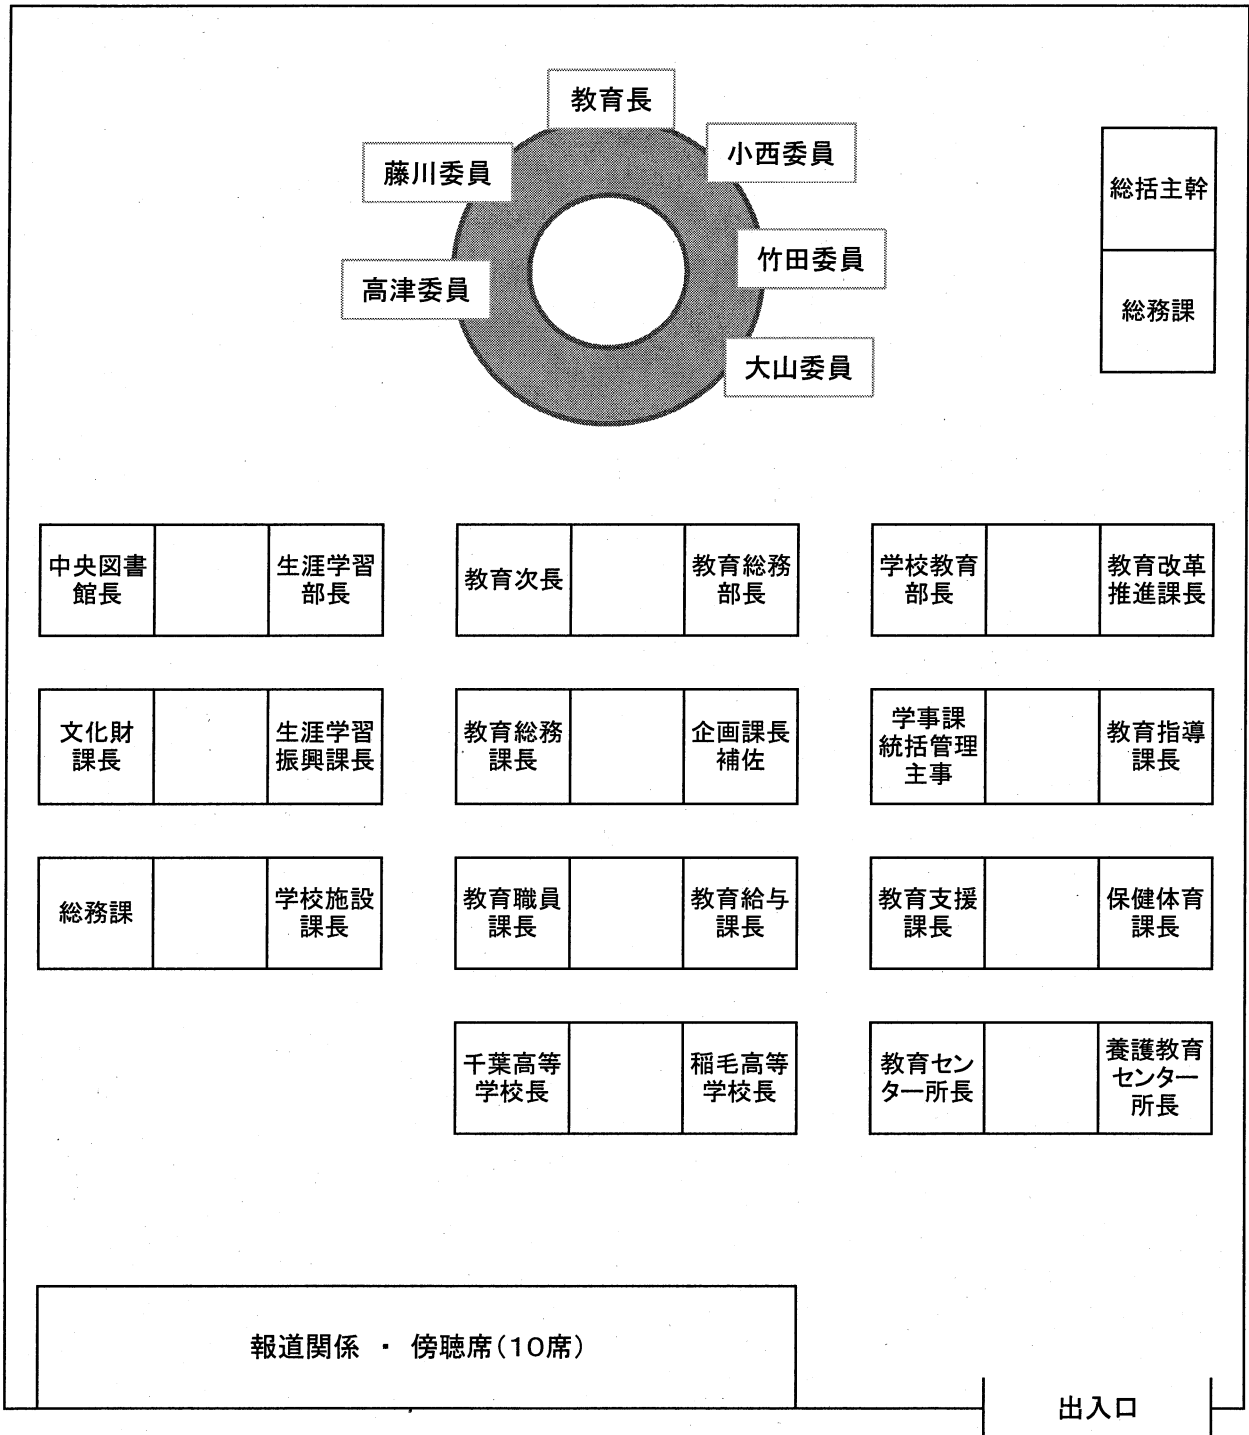 教育長
小西委員
藤川委員
総括主幹
竹田委員
高津委員
総務課
大山委員
中央図書
館長
生涯学習
部長
教育次長
教育総務
部長
学校教育
部長
教育改革
推進課長
文化財
課長
生涯学習
振興課長
教育総務
課長
企画課長
補佐
学事課
統括管理
主事
教育指導
課長
総務課
学校施設
課長
教育職員
課長
教育給与
課長
教育支援
課長
保健体育
課長
千葉高等
学校長
稲毛高等
学校長
教育セン
ター所長
養護教育
センター
所長
報道関係 ・ 傍聴席(10席)
出入口